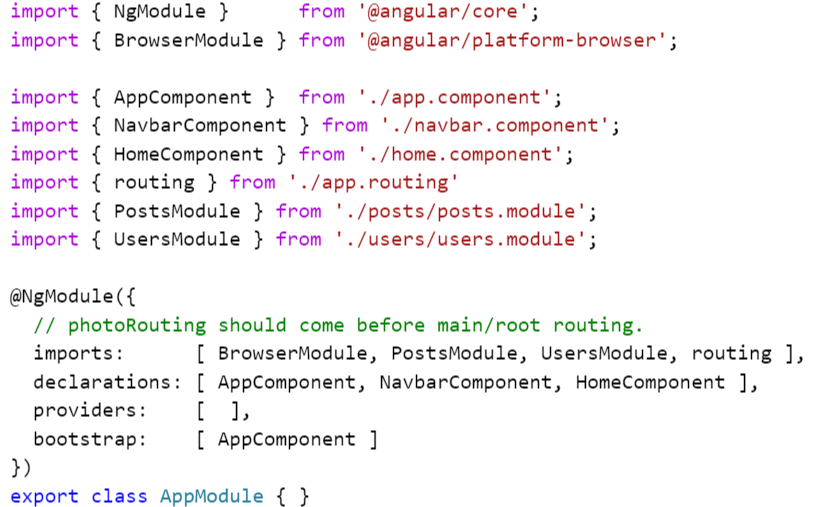 import { NgModule }      from '@angular/core';
import { BrowserModule } from '@angular/platform-browser';

import { AppComponent }  from './app.component';
import { NavbarComponent } from './navbar.component';
import { HomeComponent } from './home.component';
import { routing } from './app.routing'
import { PostsModule } from './posts/posts.module';
import { UsersModule } from './users/users.module';

@NgModule({
  // photoRouting should come before main/root routing.
  imports:      [ BrowserModule, PostsModule, UsersModule, routing ],
  declarations: [ AppComponent, NavbarComponent, HomeComponent ],
  providers:    [  ],
  bootstrap:    [ AppComponent ]
})
export class AppModule { }